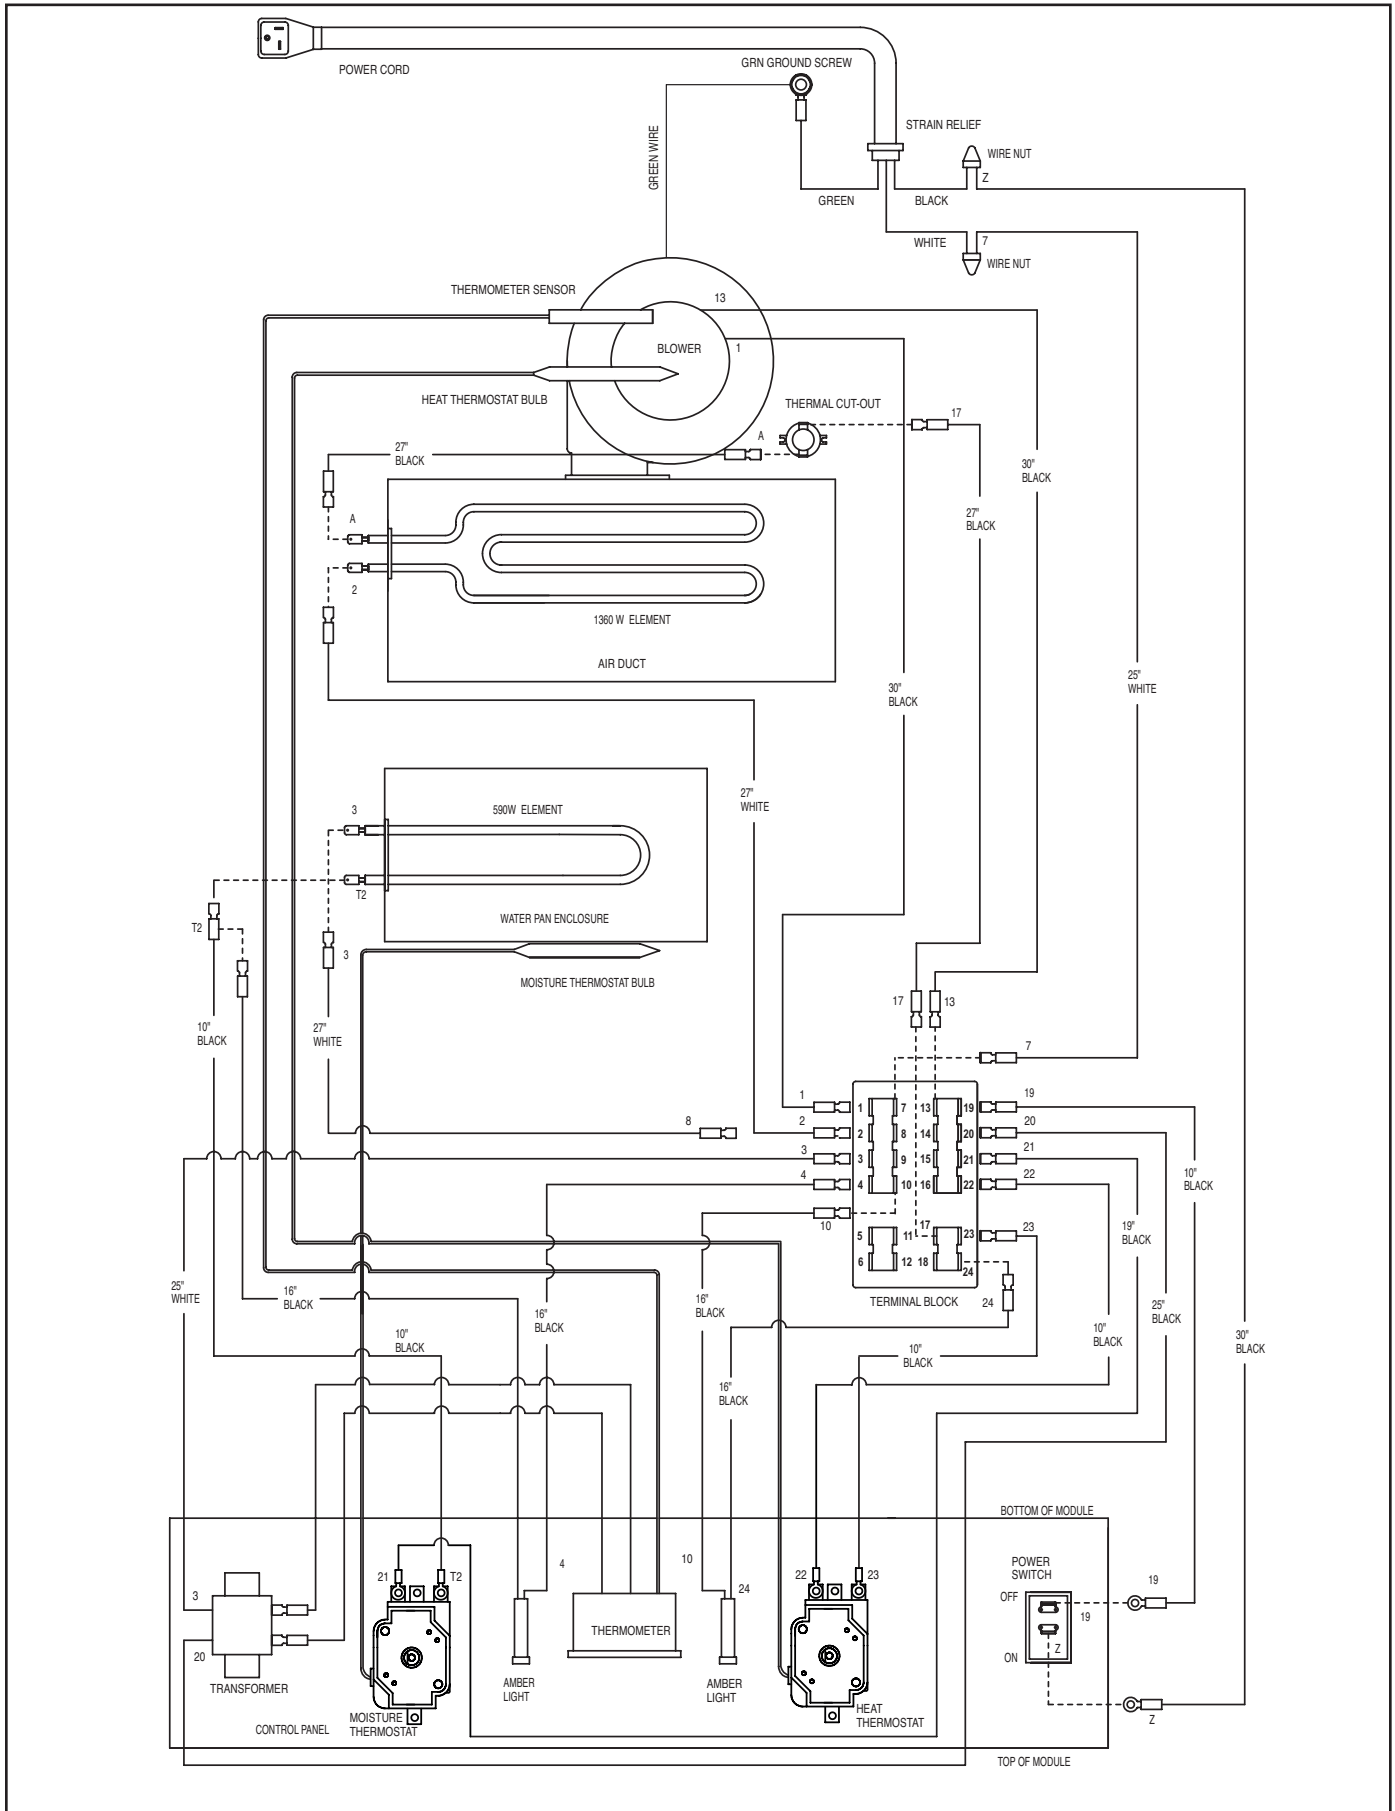 POWER CORD
GRN GROUND SCREW
STRAIN RELIEF
WIRE NUT
Z
GREEN WIRE
GREEN
BLACK
WHITE
7
WIRE NUT
THERMOMETER SENSOR
13
BLOWER
1
HEAT THERMOSTAT BULB
THERMAL CUT-OUT
17
A
27"
BLACK
30"
BLACK
27"
BLACK
A
2
1360 W ELEMENT
AIR DUCT
25"
WHITE
30"
BLACK
27"
WHITE
3
590W ELEMENT
T2
WATER PAN ENCLOSURE
T2
3
MOISTURE THERMOSTAT BULB
17
13
10"
BLACK
27"
WHITE
7
1
1
7
13
19
19
8
2
2
8
14
20
20
3
3
9
15
21
21
4
4
10
16
22
22
10"
BLACK
10
17
5
11
23
23
19"
BLACK
6
12
18
24
25"
WHITE
16"
BLACK
16"
BLACK
16"
BLACK
TERMINAL BLOCK
24
25"
BLACK
10"
BLACK
10"
BLACK
10"
BLACK
30"
BLACK
16"
BLACK
BOTTOM OF MODULE
4
10
POWER
SWITCH
21
T2
22
23
19
3
24
OFF
19
THERMOMETER
20
ON
Z
TRANSFORMER
AMBER
LIGHT
AMBER
LIGHT
HEAT
THERMOSTAT
MOISTURE
THERMOSTAT
Z
CONTROL PANEL
TOP OF MODULE